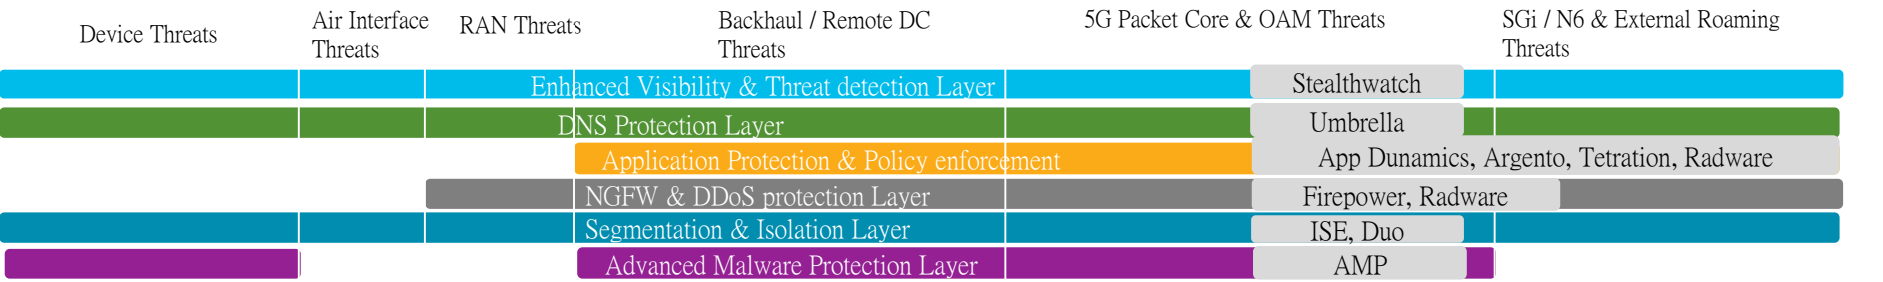 Device Threats
Air Interface
Threats
RAN Threats
Backhaul / Remote DC
Threats
5G Packet Core & OAM Threats
SGi / N6 & External Roaming
Threats
Enhanced Visibility & Threat detection Layer
Stealthwatch
DNS Protection Layer
Umbrella
Application Protection & Policy enforcement
App Dunamics, Argento, Tetration, Radware
NGFW & DDoS protection Layer
Firepower, Radware
Segmentation & Isolation Layer
ISE, Duo
Advanced Malware Protection Layer
AMP